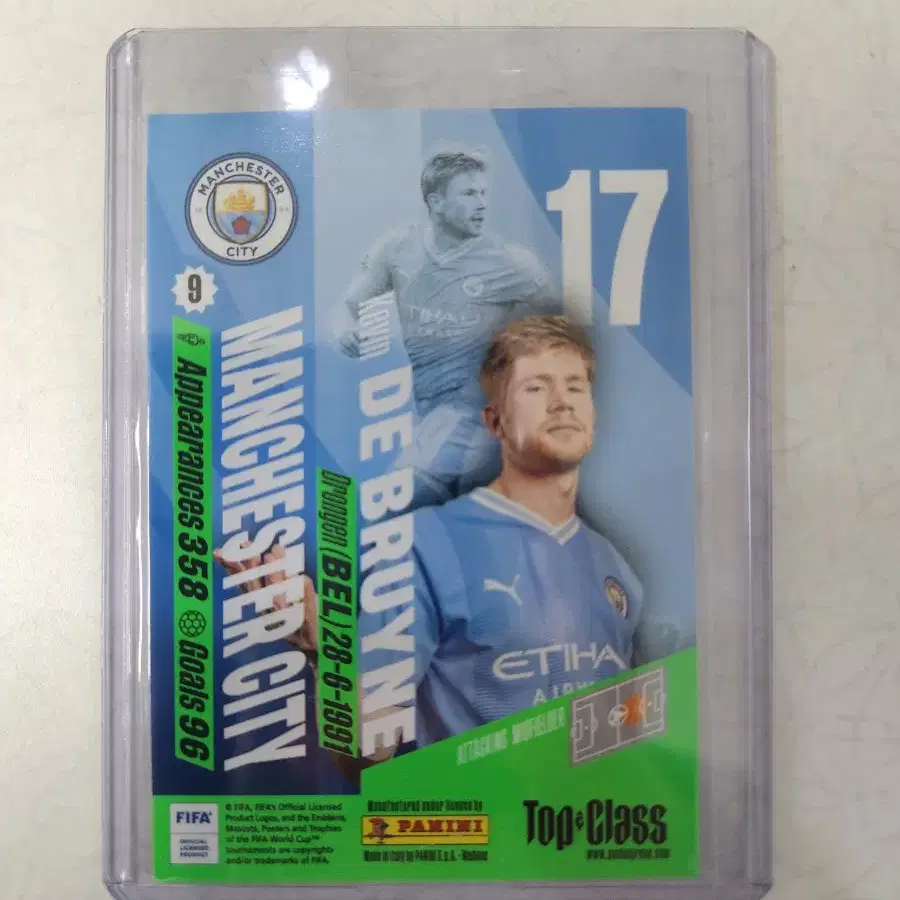 MANCHESTER
CITY
17
9
Appearances 358 Goals 96
MANCHESTER CITY
Kevin
DE BRUYNE
Drongen (BEL) 28-6-1991
ETIHA
AIRW
ATTACKING MIDFIELDER
FIFA
OFFICIAL
LICENSED
PRODUCT
© FIFA, FIFA's Official Licensed
Product Logos, and the Emblems,
Mascots, Posters and Trophies
of the FIFA World Cup™
tournaments are copyrights
and/or trademarks of FIFA.
Manufactured under license by
PANINI
Made in Italy by PANINI S.p.A. - Modena
Top Class
www.paninigroup.com